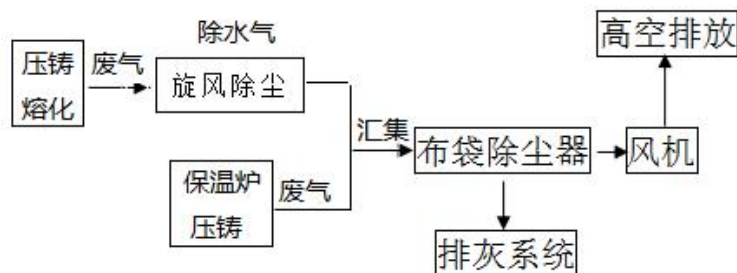 高空排放
除水气
压铸
熔化
废气
旋风除尘
汇集
布袋除尘器
风机
保温炉
压铸
废气
排灰系统